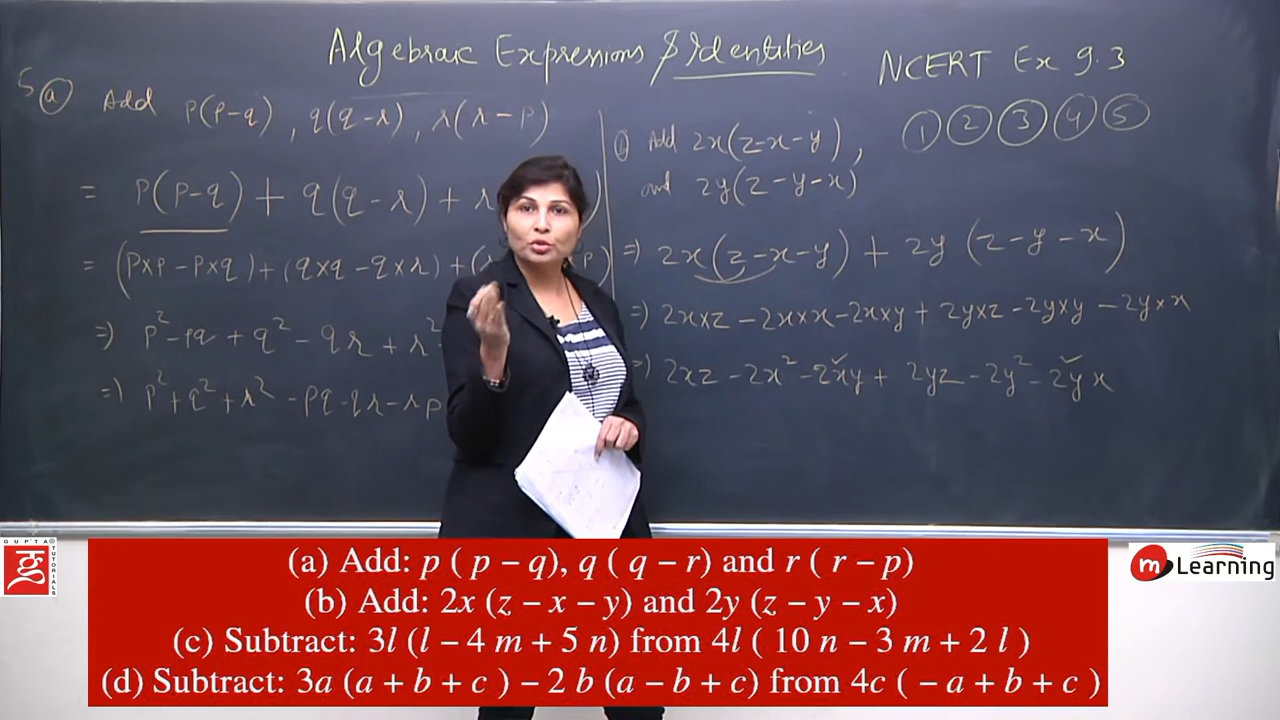 Algebraic Expressions & Identities
NCERT Ex 9.3
① ② ③ ④ ⑤
5 ⓐ Add p(p-q), q(q-r), r(r-p)
= p(p-q) + q(q-r) + r
= (p×p - p×q) + (q×q - q×r) + (r p)
⇒ p² - pq + q² - qr + r²
⇒ p² + q² + r² - pq - qr - rp
ⓑ Add 2x(z-x-y),
and 2y(z-y-x)
⇒ 2x(z-x-y) + 2y (z-y-x)
⇒ 2x×z - 2x×x - 2x×y + 2y×z - 2y×y - 2y×x
⇒ 2xz - 2x² - 2xy + 2yz - 2y² - 2yx
GUPTA®
TUTORIALS
m Learning
(a) Add: p ( p – q), q ( q – r) and r ( r – p)
(b) Add: 2x (z – x – y) and 2y (z – y – x)
(c) Subtract: 3l (l – 4 m + 5 n) from 4l ( 10 n – 3 m + 2 l )
(d) Subtract: 3a (a + b + c ) – 2 b (a – b + c) from 4c ( – a + b + c )